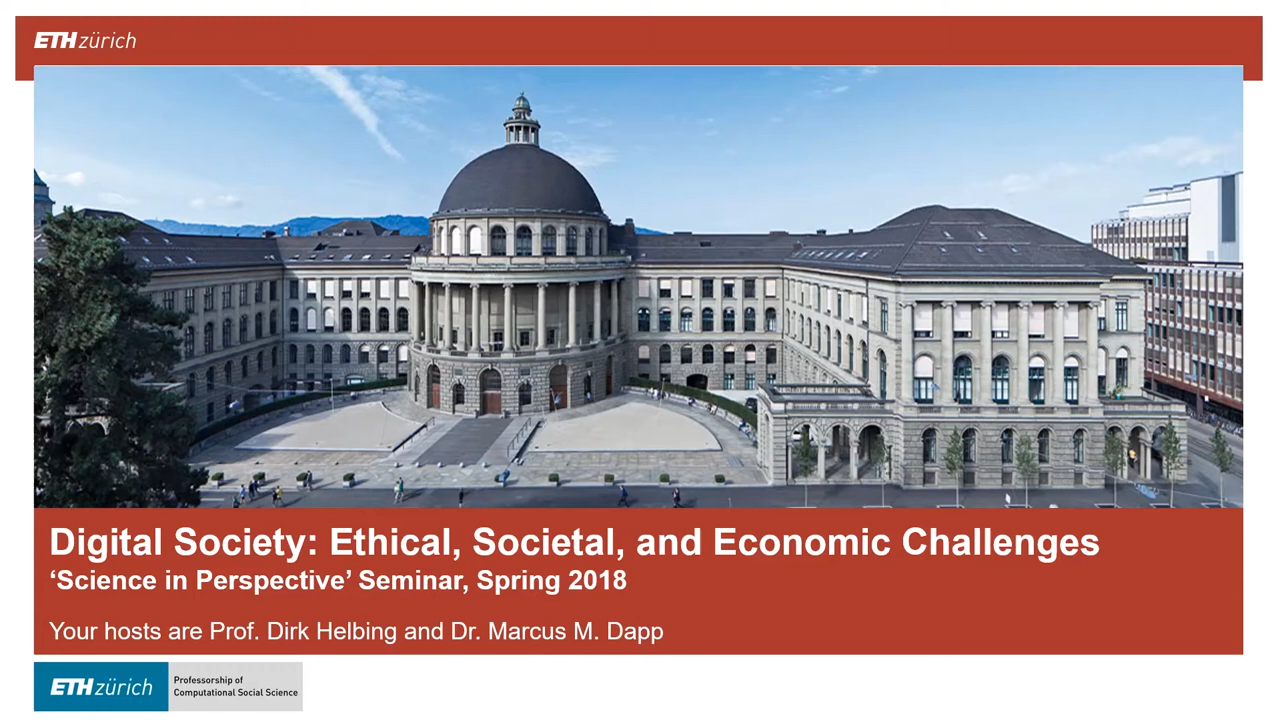 ETH zürich
Digital Society: Ethical, Societal, and Economic Challenges
‘Science in Perspective’ Seminar, Spring 2018
Your hosts are Prof. Dirk Helbing and Dr. Marcus M. Dapp
ETH zürich
Professorship of
Computational Social Science